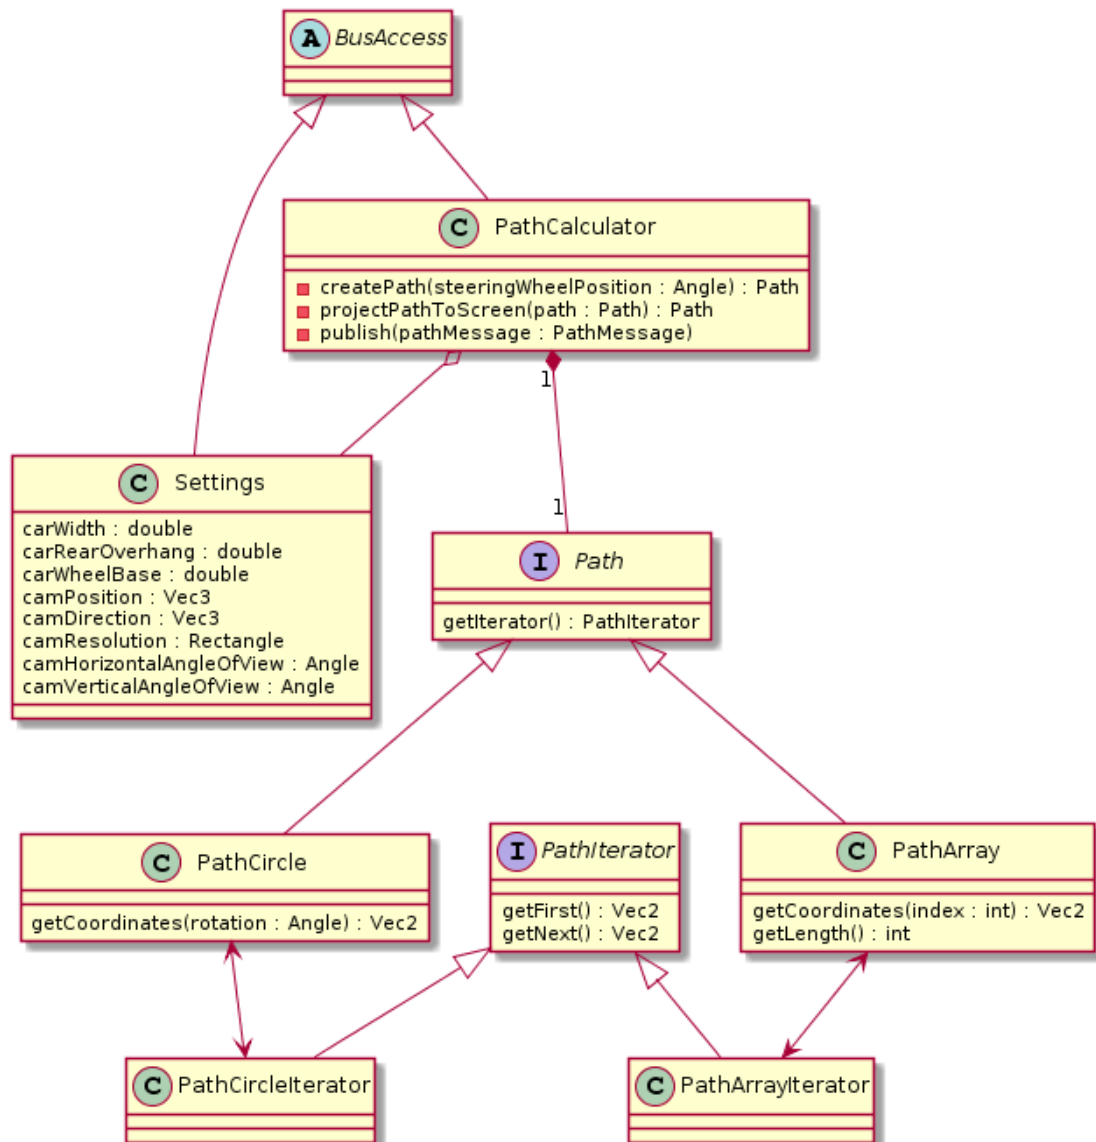 A BusAccess
C PathCalculator
createPath(steeringWheelPosition : Angle) : Path
projectPathToScreen(path : Path) : Path
publish(pathMessage : PathMessage)
1
C Settings
carWidth : double
carRearOverhang : double
carWheelBase : double
camPosition : Vec3
camDirection : Vec3
camResolution : Rectangle
camHorizontalAngleOfView : Angle
camVerticalAngleOfView : Angle
1
I Path
getIterator() : PathIterator
C PathCircle
getCoordinates(rotation : Angle) : Vec2
I PathIterator
getFirst() : Vec2
getNext() : Vec2
C PathArray
getCoordinates(index : int) : Vec2
getLength() : int
C PathCircleIterator
C PathArrayIterator